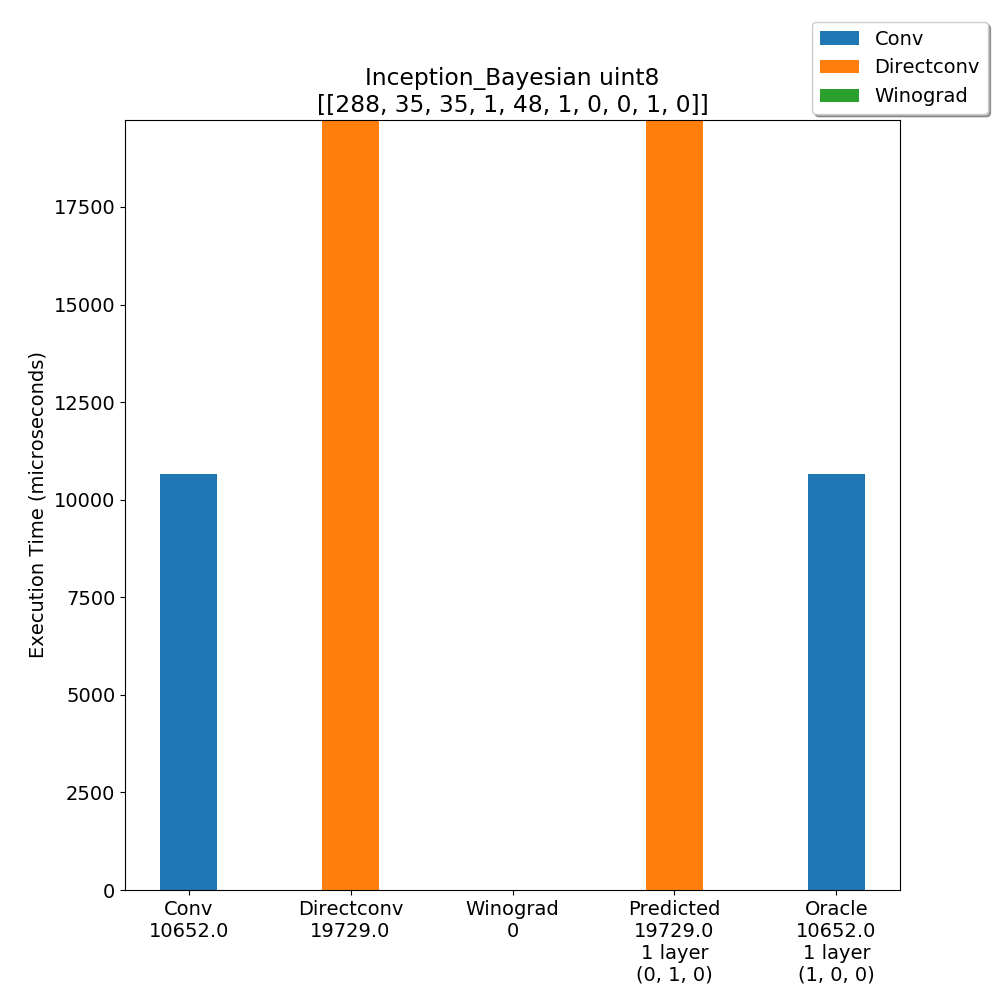 Conv
Directconv
Winograd
Inception_Bayesian uint8
[[288, 35, 35, 1, 48, 1, 0, 0, 1, 0]]
Execution Time (microseconds)
17500
15000
12500
10000
7500
5000
2500
0
Conv
10652.0
Directconv
19729.0
Winograd
0
Predicted
19729.0
1 layer
(0, 1, 0)
Oracle
10652.0
1 layer
(1, 0, 0)